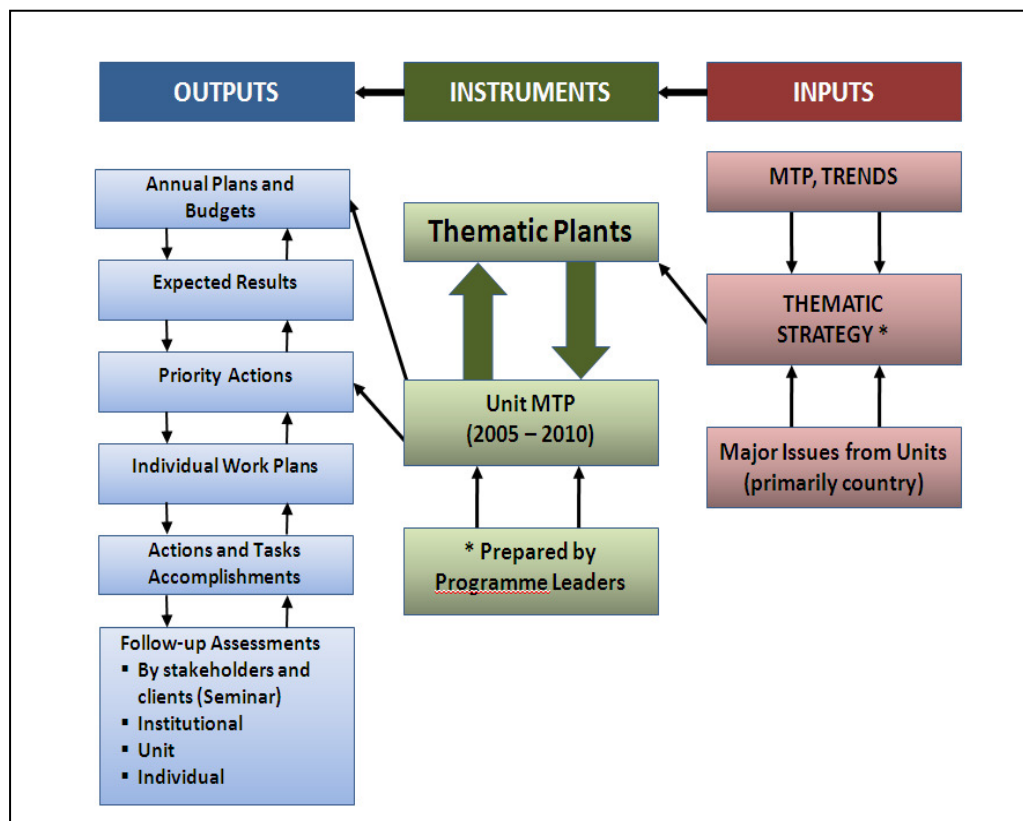 OUTPUTS
INSTRUMENTS
INPUTS
Annual Plans and
Budgets
Expected Results
Priority Actions
Individual Work Plans
Actions and Tasks
Accomplishments
Follow-up Assessments
▪ By stakeholders and
clients (Seminar)
▪ Institutional
▪ Unit
▪ Individual
Thematic Plants
Unit MTP
(2005 – 2010)
* Prepared by
Programme Leaders
MTP, TRENDS
THEMATIC
STRATEGY *
Major Issues from Units
(primarily country)